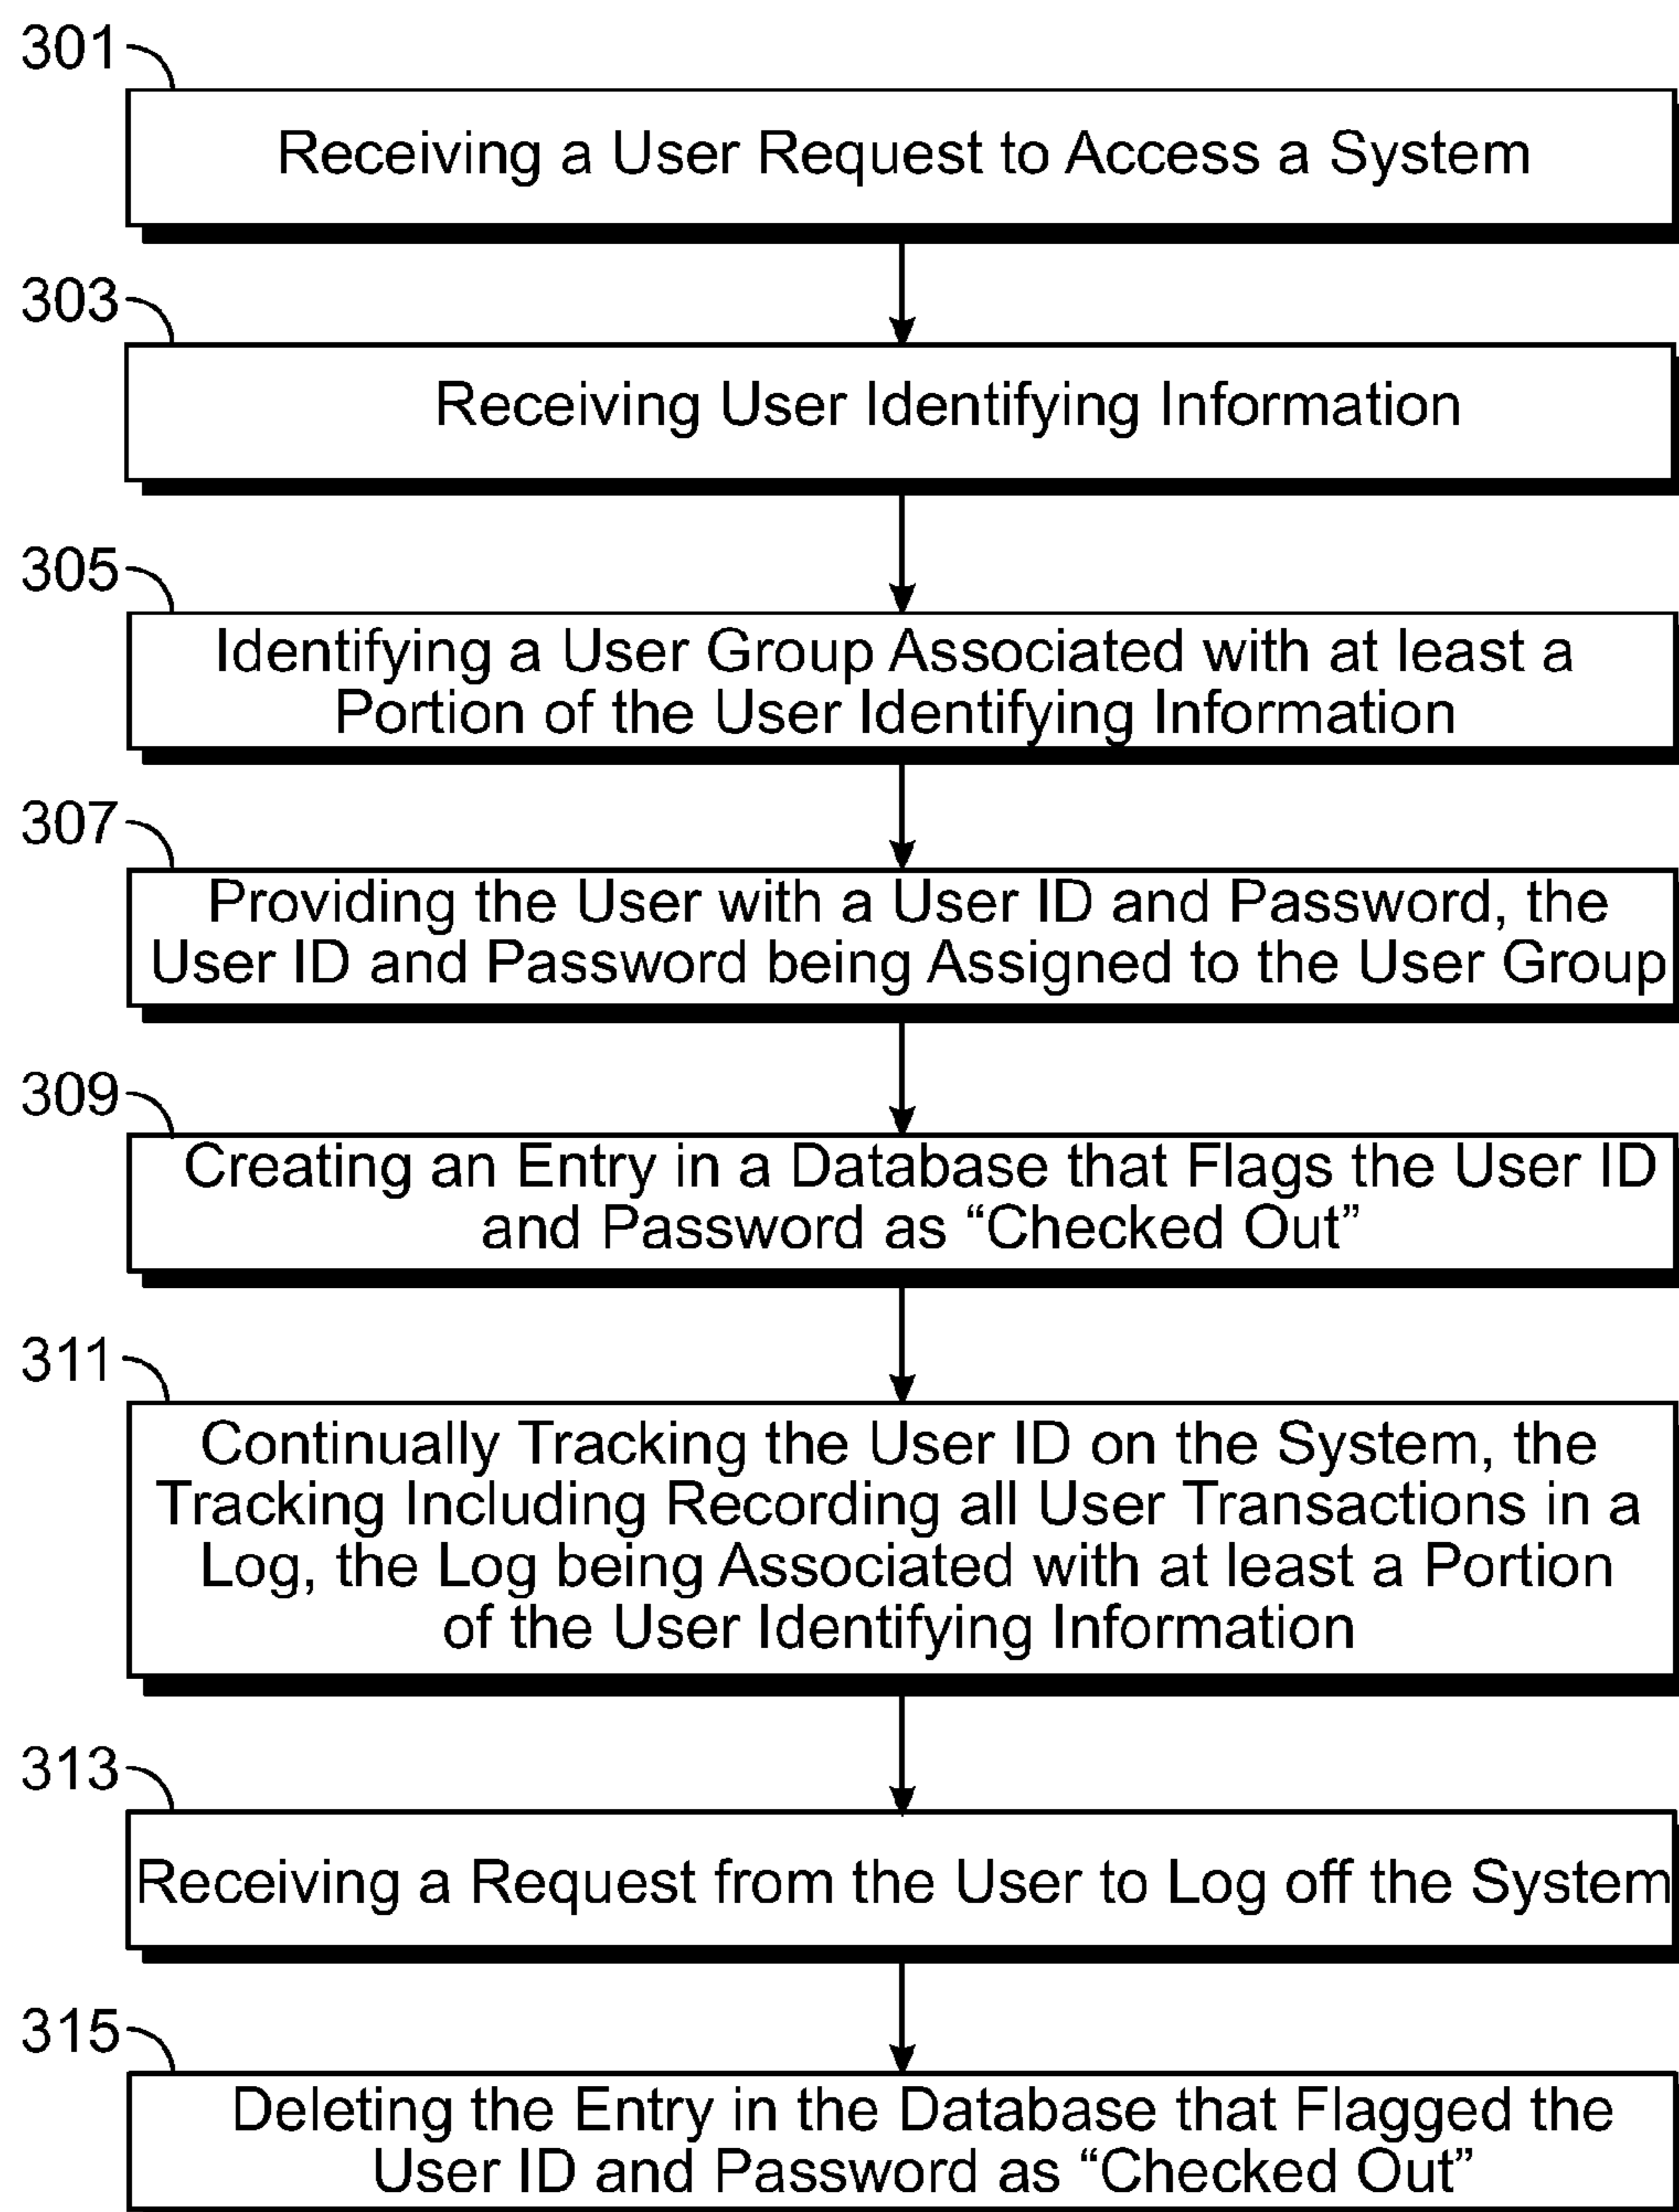 301
Receiving a User Request to Access a System
303
Receiving User Identifying Information
305
Identifying a User Group Associated with at least a
Portion of the User Identifying Information
307
Providing the User with a User ID and Password, the
User ID and Password being Assigned to the User Group
309
Creating an Entry in a Database that Flags the User ID
and Password as “Checked Out”
311
Continually Tracking the User ID on the System, the
Tracking Including Recording all User Transactions in a
Log, the Log being Associated with at least a Portion
of the User Identifying Information
313
Receiving a Request from the User to Log off the System
315
Deleting the Entry in the Database that Flagged the
User ID and Password as “Checked Out”